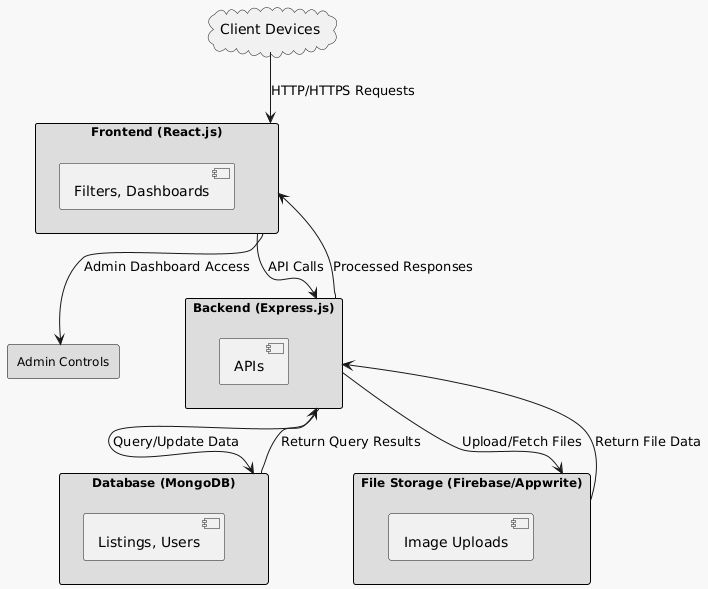 Client Devices
HTTP/HTTPS Requests
Frontend (React.js)
Filters, Dashboards
Admin Dashboard Access
API Calls
Processed Responses
Backend (Express.js)
APIs
Admin Controls
Query/Update Data
Return Query Results
Upload/Fetch Files
Return File Data
Database (MongoDB)
Listings, Users
File Storage (Firebase/Appwrite)
Image Uploads